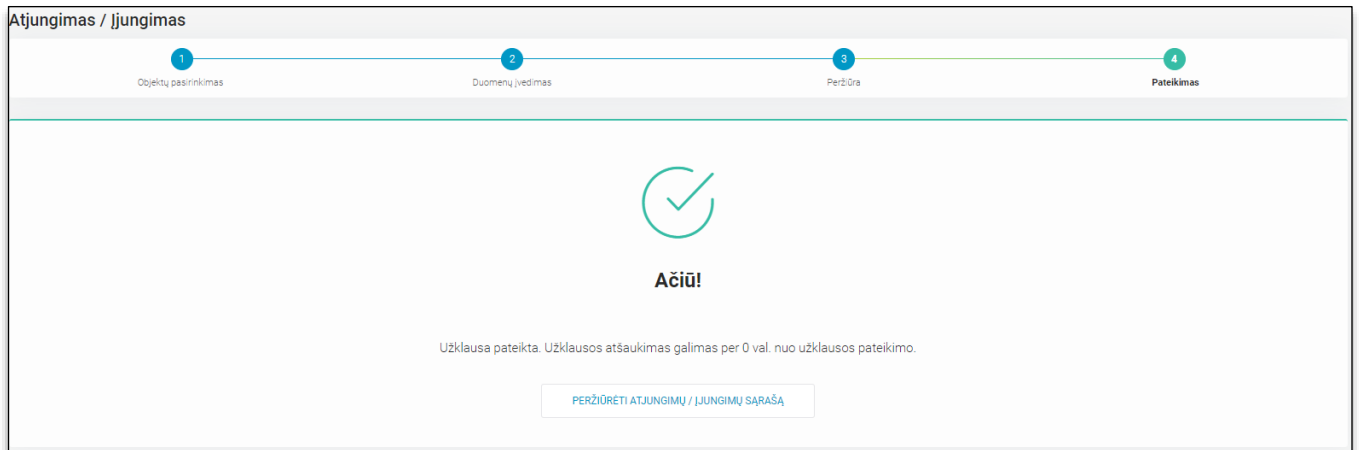 Atjungimas / Įjungimas
1 2 3 4
Objektų pasirinkimas Duomenų įvedimas Peržiūra Pateikimas
Ačiū!
Užklausa pateikta. Užklausos atšaukimas galimas per 0 val. nuo užklausos pateikimo.
PERŽIŪRĖTI ATJUNGIMŲ / ĮJUNGIMŲ SĄRAŠĄ